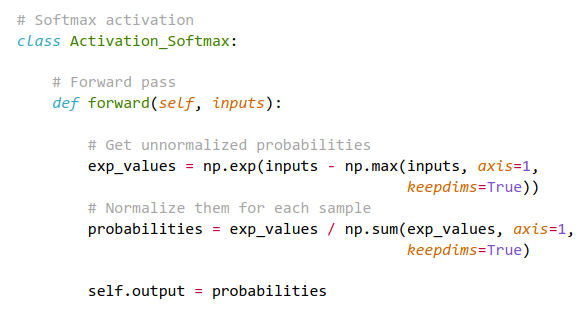 # Softmax activation
class Activation_Softmax:
# Forward pass
def forward(self, inputs):
# Get unnormalized probabilities
exp_values = np.exp(inputs - np.max(inputs, axis=1,
keepdims=True))
# Normalize them for each sample
probabilities = exp_values / np.sum(exp_values, axis=1,
keepdims=True)
self.output = probabilities